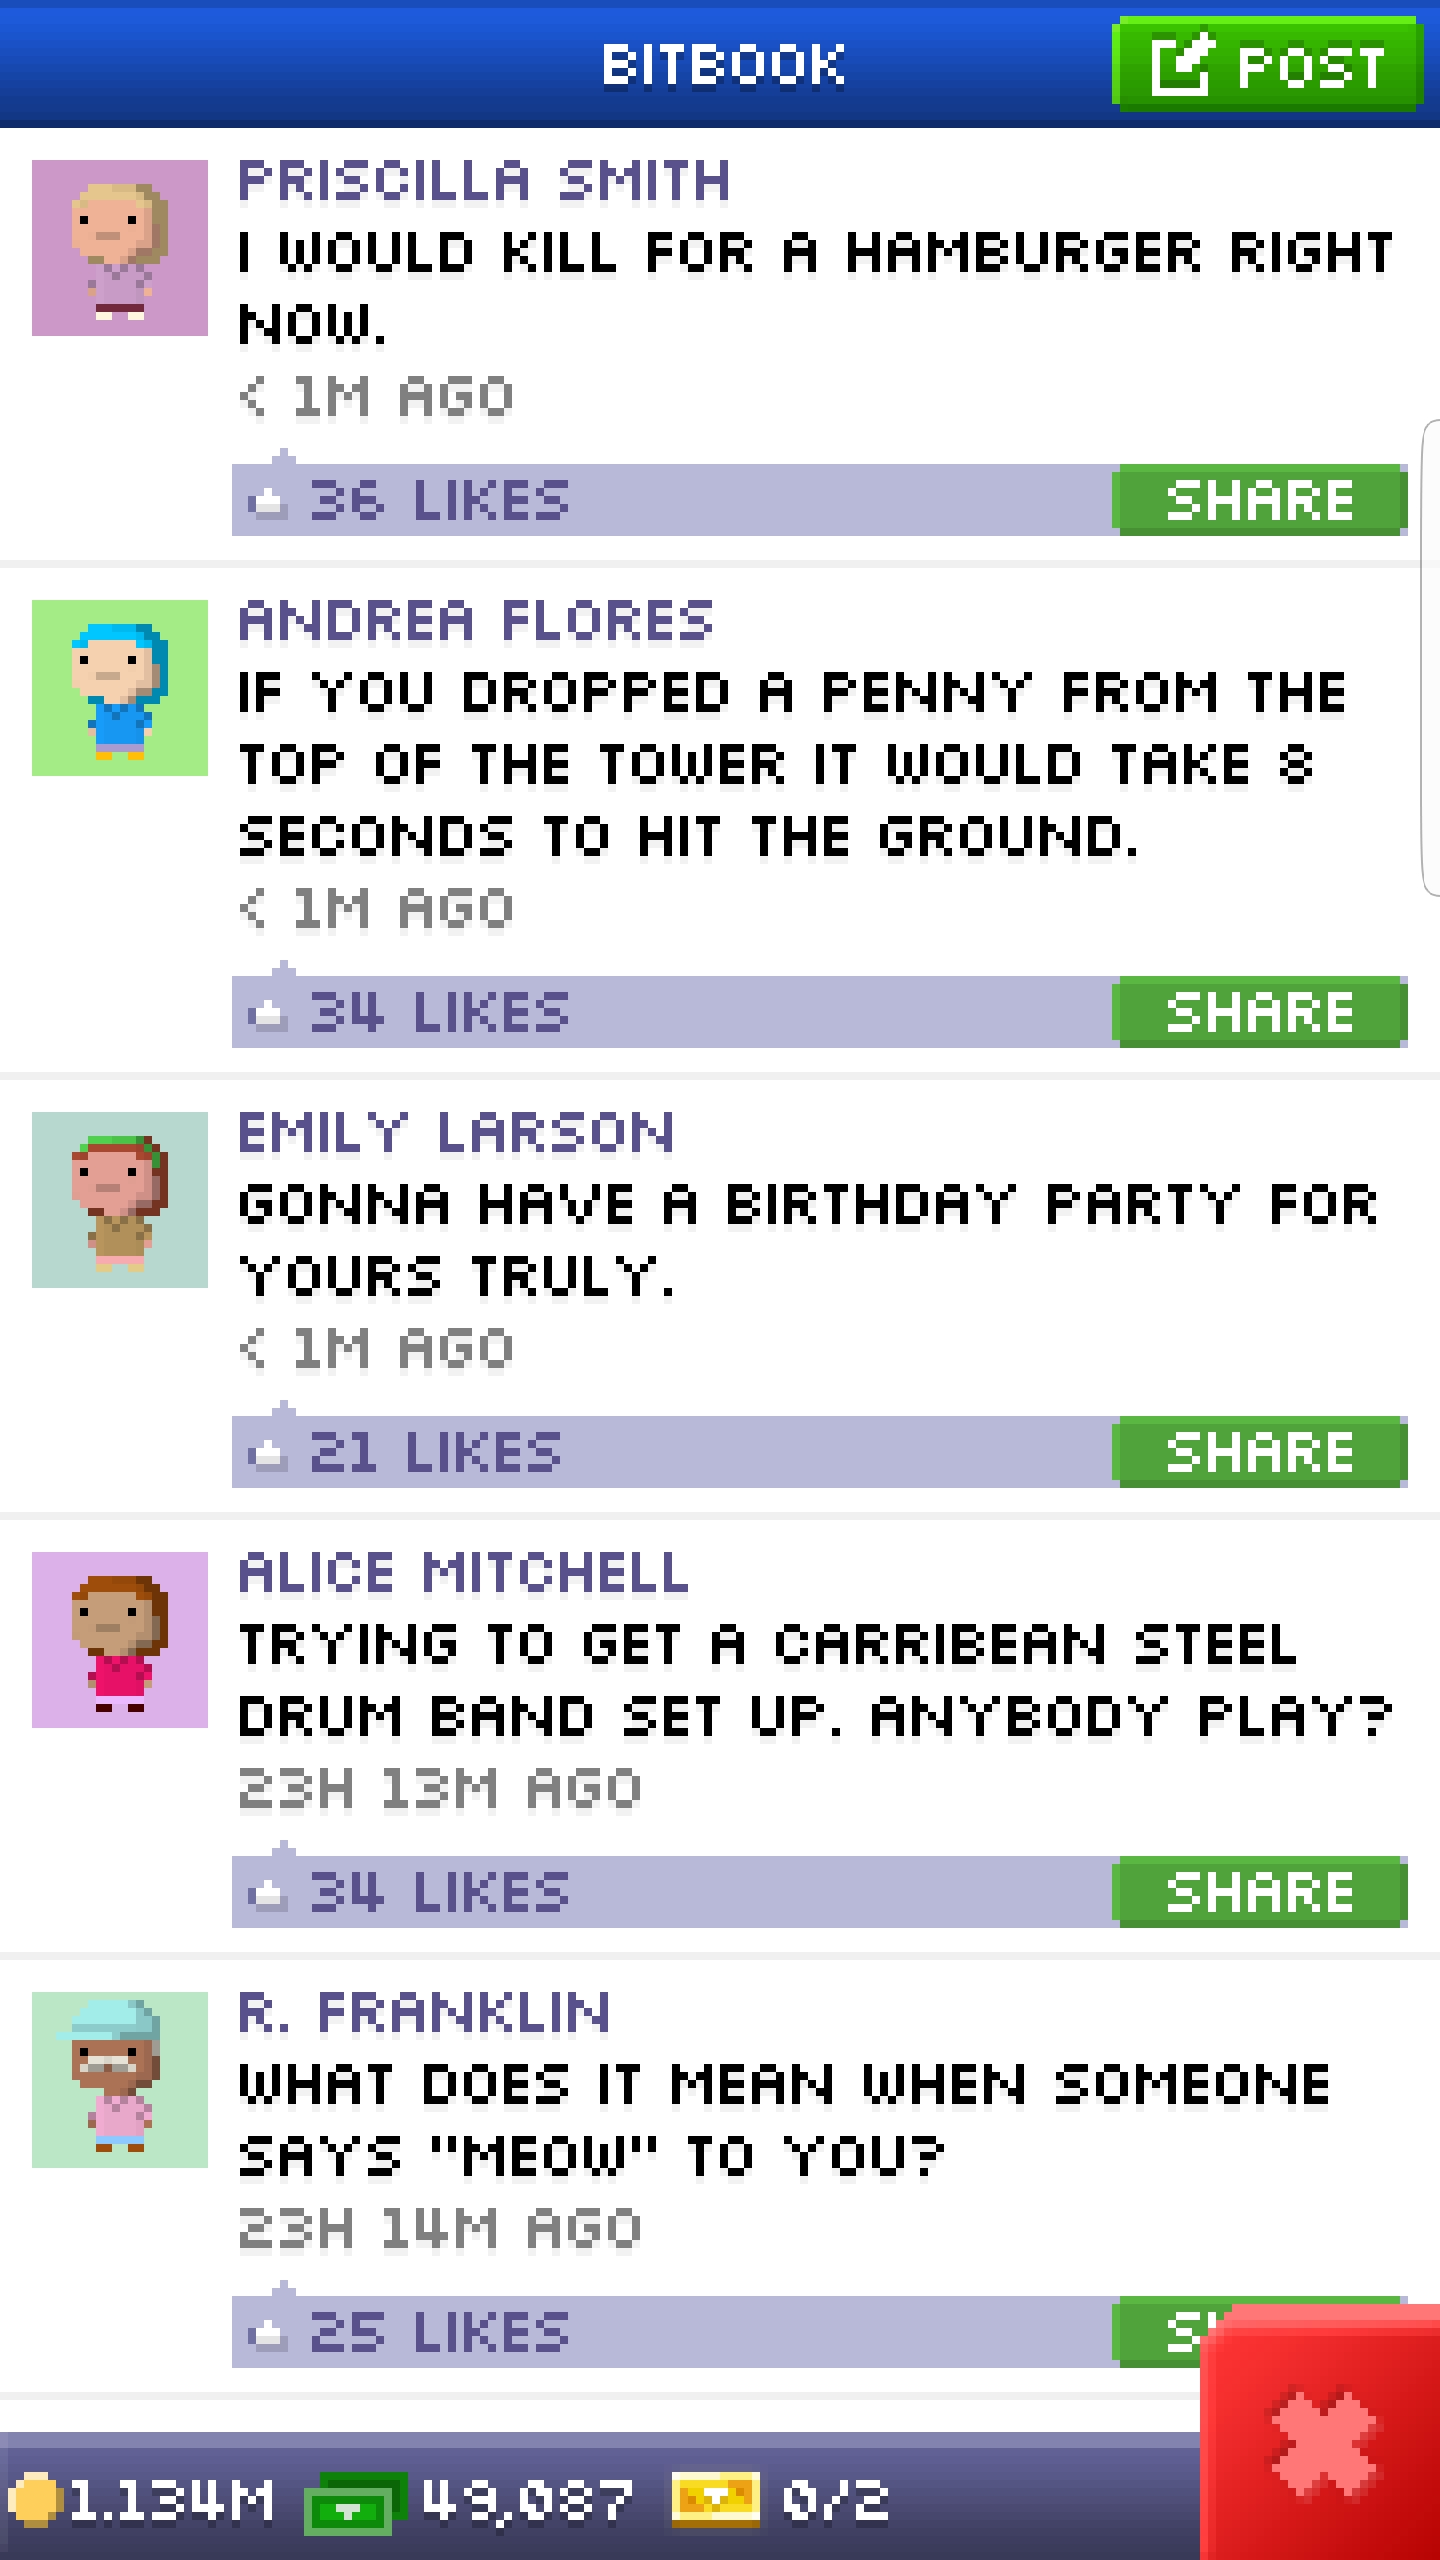 BITBOOK
POST
PRISCILLA SMITH
I WOULD KILL FOR A HAMBURGER RIGHT
NOW.
< 1M AGO
36 LIKES
SHARE
ANDREA FLORES
IF YOU DROPPED A PENNY FROM THE
TOP OF THE TOWER IT WOULD TAKE 8
SECONDS TO HIT THE GROUND.
< 1M AGO
34 LIKES
SHARE
EMILY LARSON
GONNA HAVE A BIRTHDAY PARTY FOR
YOURS TRULY.
< 1M AGO
21 LIKES
SHARE
ALICE MITCHELL
TRYING TO GET A CARRIBEAN STEEL
DRUM BAND SET UP. ANYBODY PLAY?
23H 13M AGO
34 LIKES
SHARE
R. FRANKLIN
WHAT DOES IT MEAN WHEN SOMEONE
SAYS "MEOW" TO YOU?
23H 14M AGO
25 LIKES
1.134M 49,087 0/2